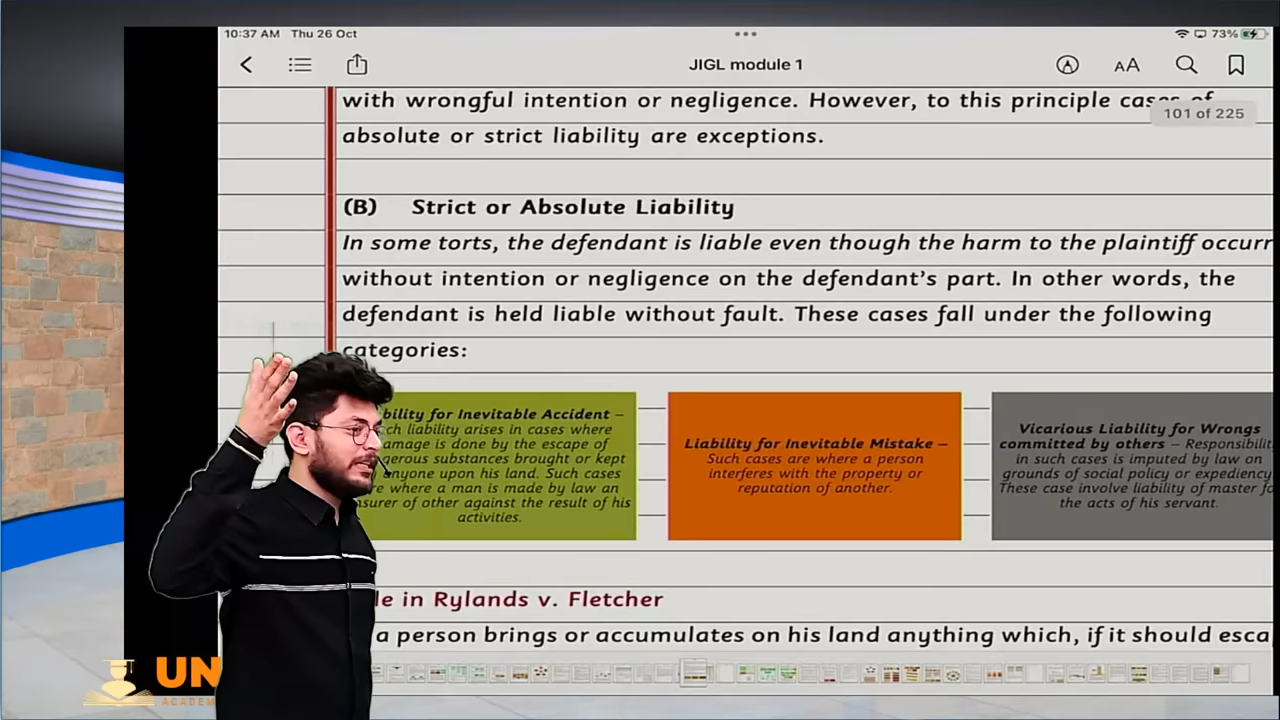 10:37 AM Thu 26 Oct
73%
JIGL module 1
AA
with wrongful intention or negligence. However, to this principle cases of
101 of 225
absolute or strict liability are exceptions.
(B) Strict or Absolute Liability
In some torts, the defendant is liable even though the harm to the plaintiff occurr
without intention or negligence on the defendant's part. In other words, the
defendant is held liable without fault. These cases fall under the following
categories:
bility for Inevitable Accident –
ch liability arises in cases where
amage is done by the escape of
gerous substances brought or kept
anyone upon his land. Such cases
re where a man is made by law an
nsurer of other against the result of his
activities.
Liability for Inevitable Mistake –
Such cases are where a person
interferes with the property or
reputation of another.
Vicarious Liability for Wrongs
committed by others – Responsibilit
in such cases is imputed by law on
grounds of social policy or expediency
These case involve liability of master fo
the acts of his servant.
le in Rylands v. Fletcher
a person brings or accumulates on his land anything which, if it should esca
UN
ACADEM